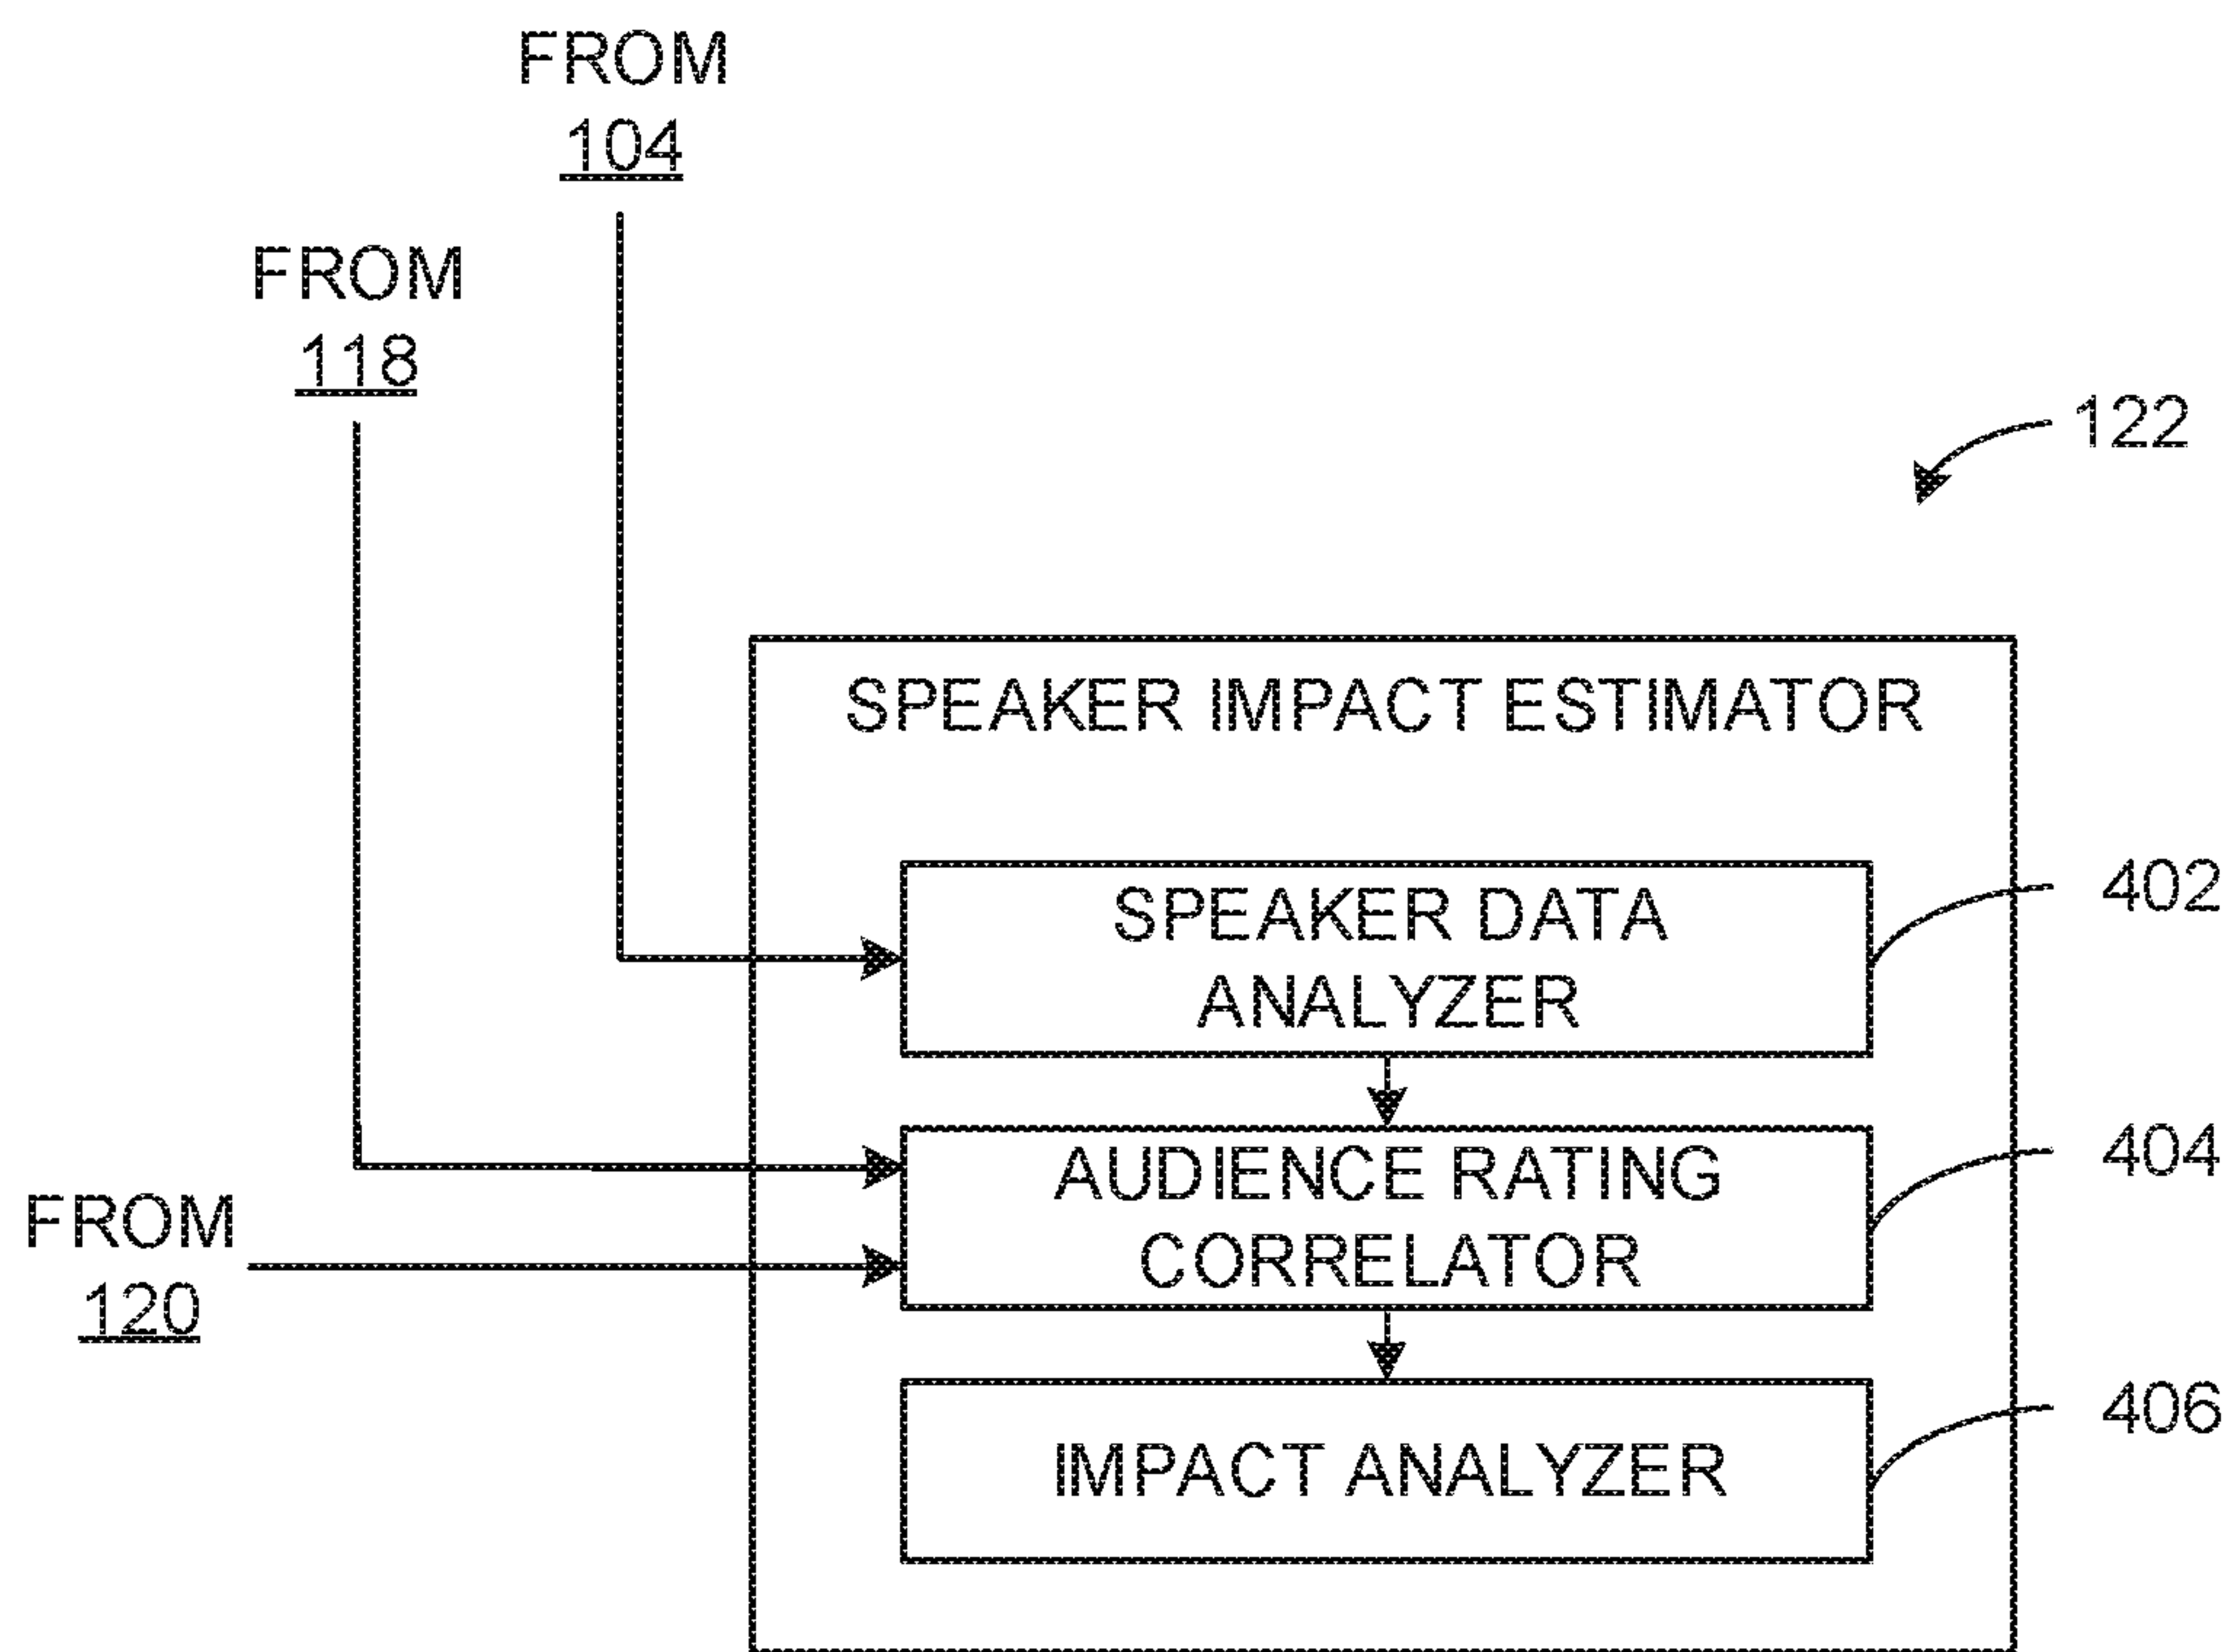 FROM
104
FROM
118
122
SPEAKER IMPACT ESTIMATOR
SPEAKER DATA
ANALYZER
402
AUDIENCE RATING
CORRELATOR
404
FROM
120
IMPACT ANALYZER
406